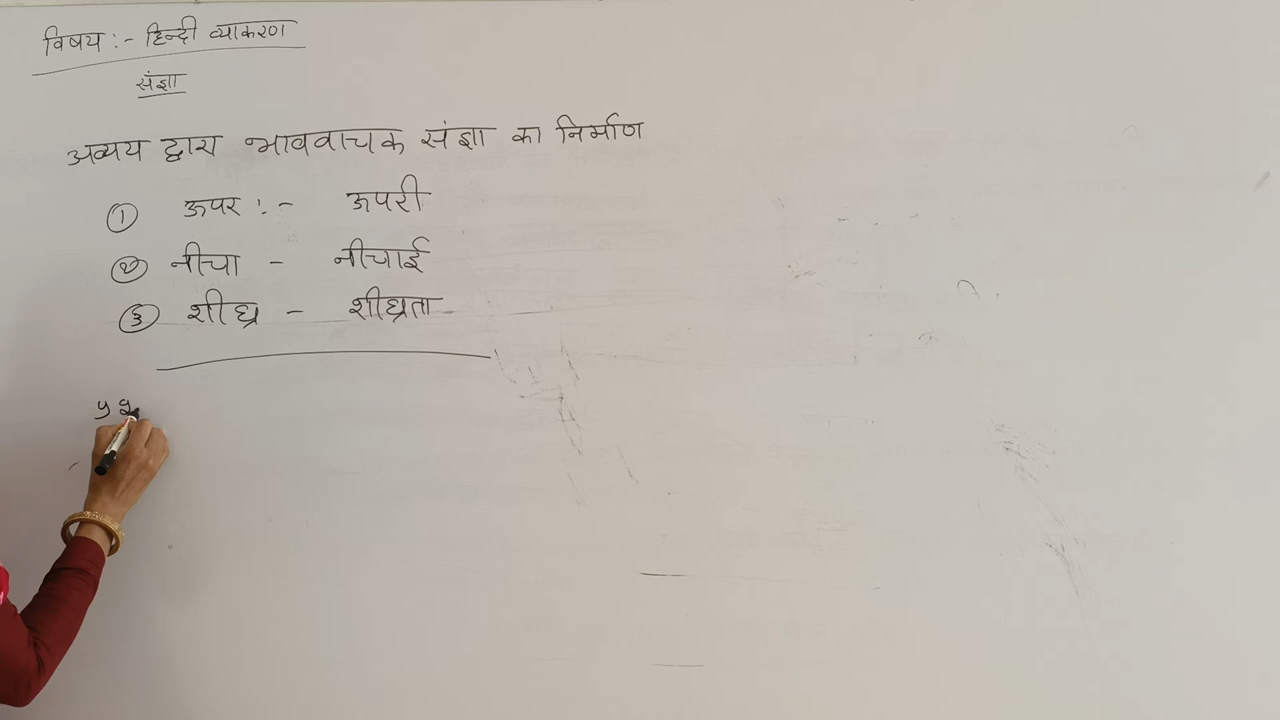 विषय :- हिन्दी व्याकरण
संज्ञा
अव्यय द्वारा भाववाचक संज्ञा का निर्माण
① ऊपर :- ऊपरी
② नीचा - नीचाई
③ शीघ्र - शीघ्रता